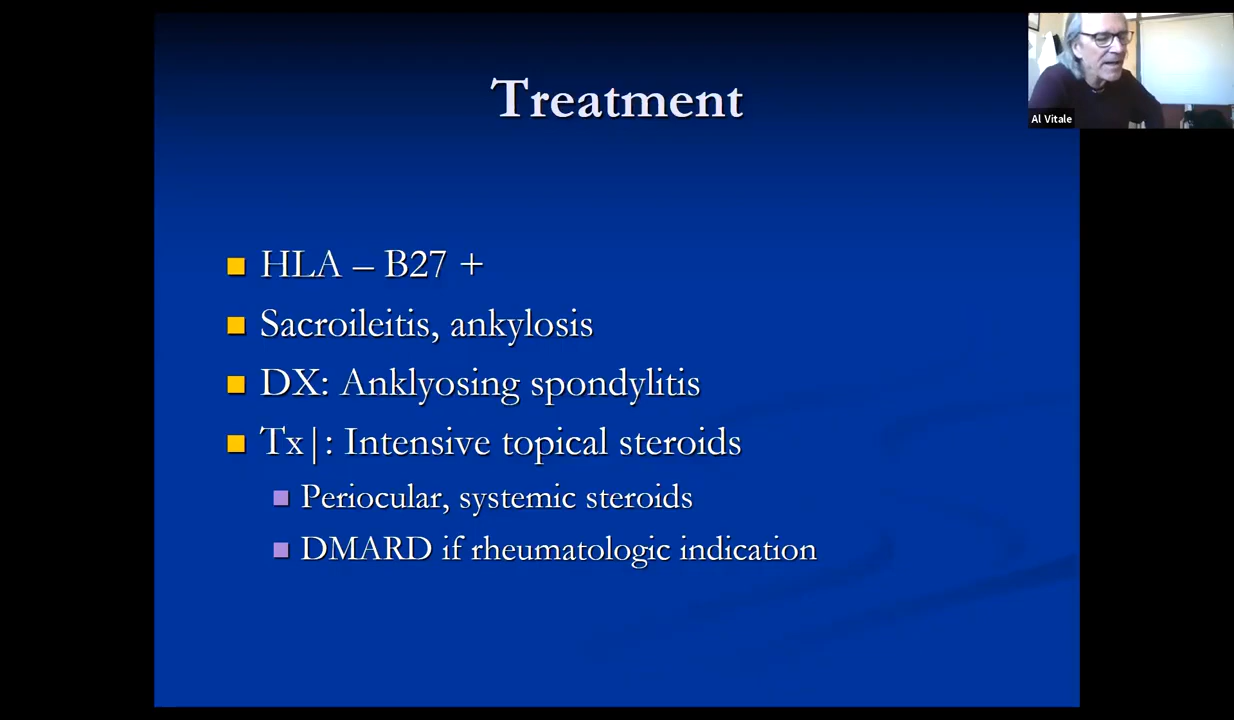 Treatment
Al Vitale
HLA – B27 +
Sacroileitis, ankylosis
DX: Anklyosing spondylitis
Tx|: Intensive topical steroids
Periocular, systemic steroids
DMARD if rheumatologic indication